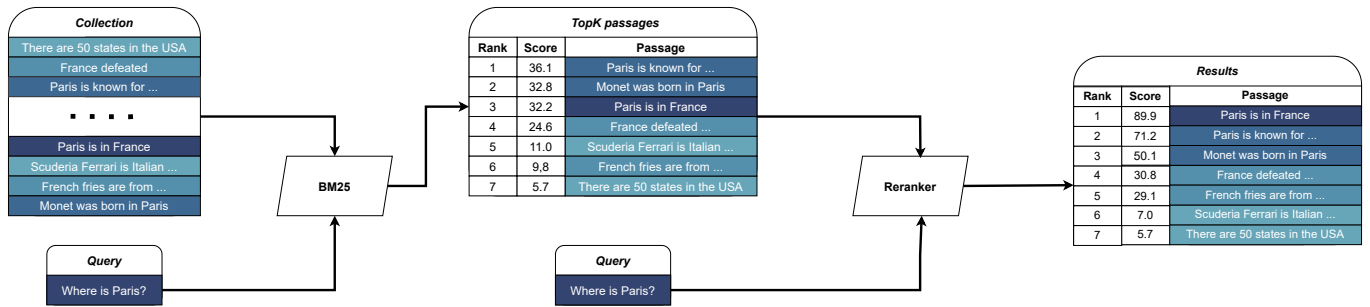 Collection
There are 50 states in the USA
France defeated
Paris is known for ...
. . . .
Paris is in France
Scuderia Ferrari is Italian ...
French fries are from ...
Monet was born in Paris
Query
Where is Paris?
BM25
TopK passages
Rank Score Passage
1 36.1 Paris is known for ...
2 32.8 Monet was born in Paris
3 32.2 Paris is in France
4 24.6 France defeated ...
5 11.0 Scuderia Ferrari is Italian ...
6 9,8 French fries are from ...
7 5.7 There are 50 states in the USA
Query
Where is Paris?
Reranker
Results
Rank Score Passage
1 89.9 Paris is in France
2 71.2 Paris is known for ...
3 50.1 Monet was born in Paris
4 30.8 France defeated ...
5 29.1 French fries are from ...
6 7.0 Scuderia Ferrari is Italian ...
7 5.7 There are 50 states in the USA